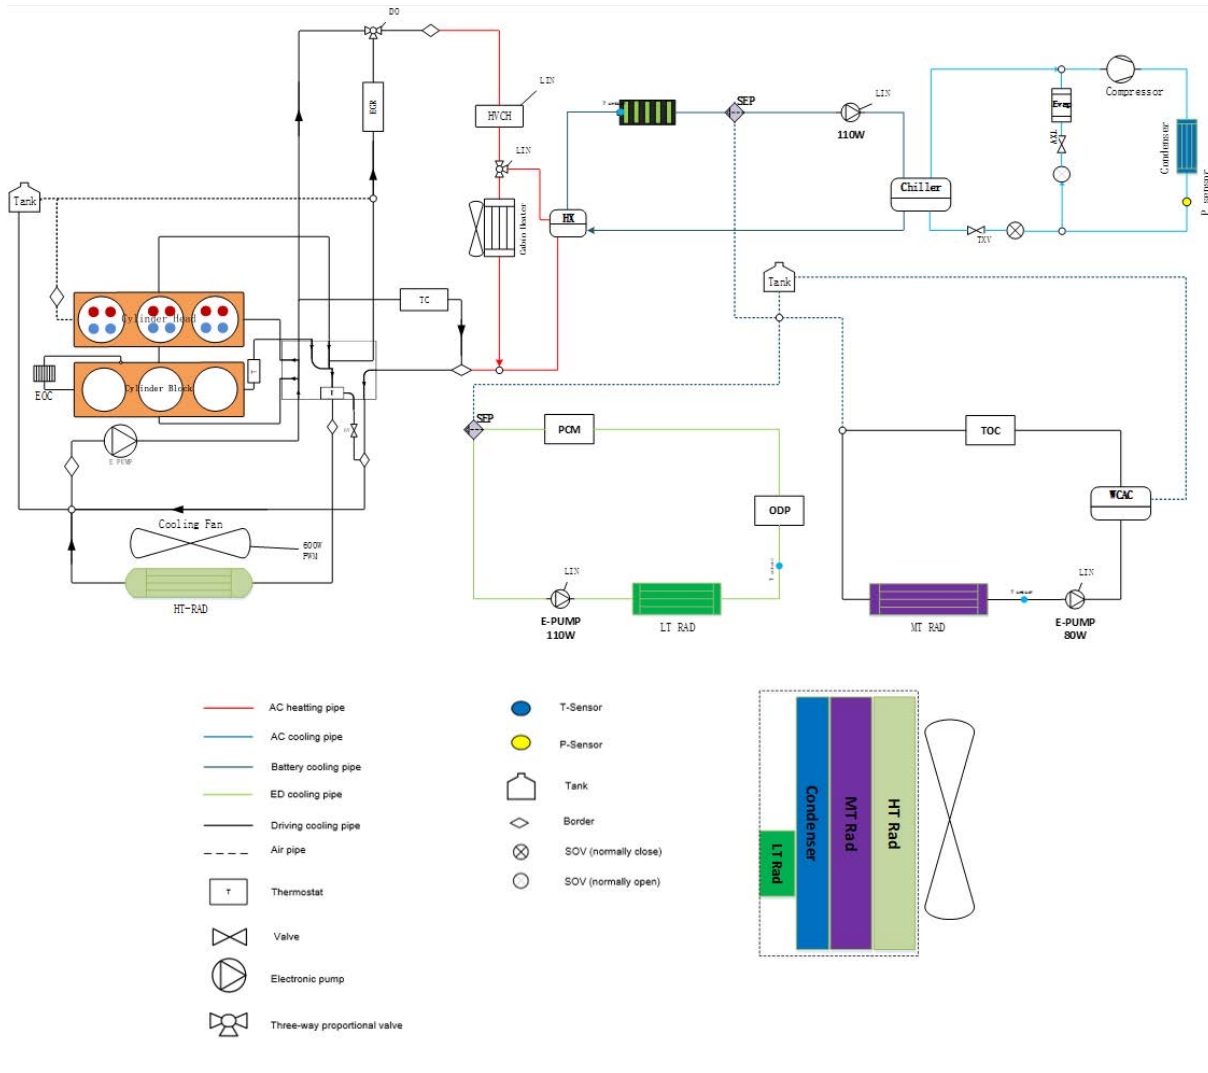 DO
EGR
LIN
HVCH
LIN
Cabin Heater
HX
T sensor
SEP
LIN
110W
Chiller
Evap
Compressor
Condenser
P sensor
TXV
Tank
Tank
Cylinder Head
Cylinder Block
T
EOC
E PUMP
TC
T
Cooling Fan
600W
PWM
HT-RAD
SEP
PCM
ODP
LIN
E-PUMP
110W
LT RAD
TOC
WCAC
LIN
T sensor
MT RAD
E-PUMP
80W
AC heatting pipe
AC cooling pipe
Battery cooling pipe
ED cooling pipe
Driving cooling pipe
Air pipe
T
Thermostat
Valve
Electronic pump
Three-way proportional valve
T-Sensor
P-Sensor
Tank
Border
SOV (normally close)
SOV (normally open)
LT Rad
Condenser
MT Rad
HT Rad